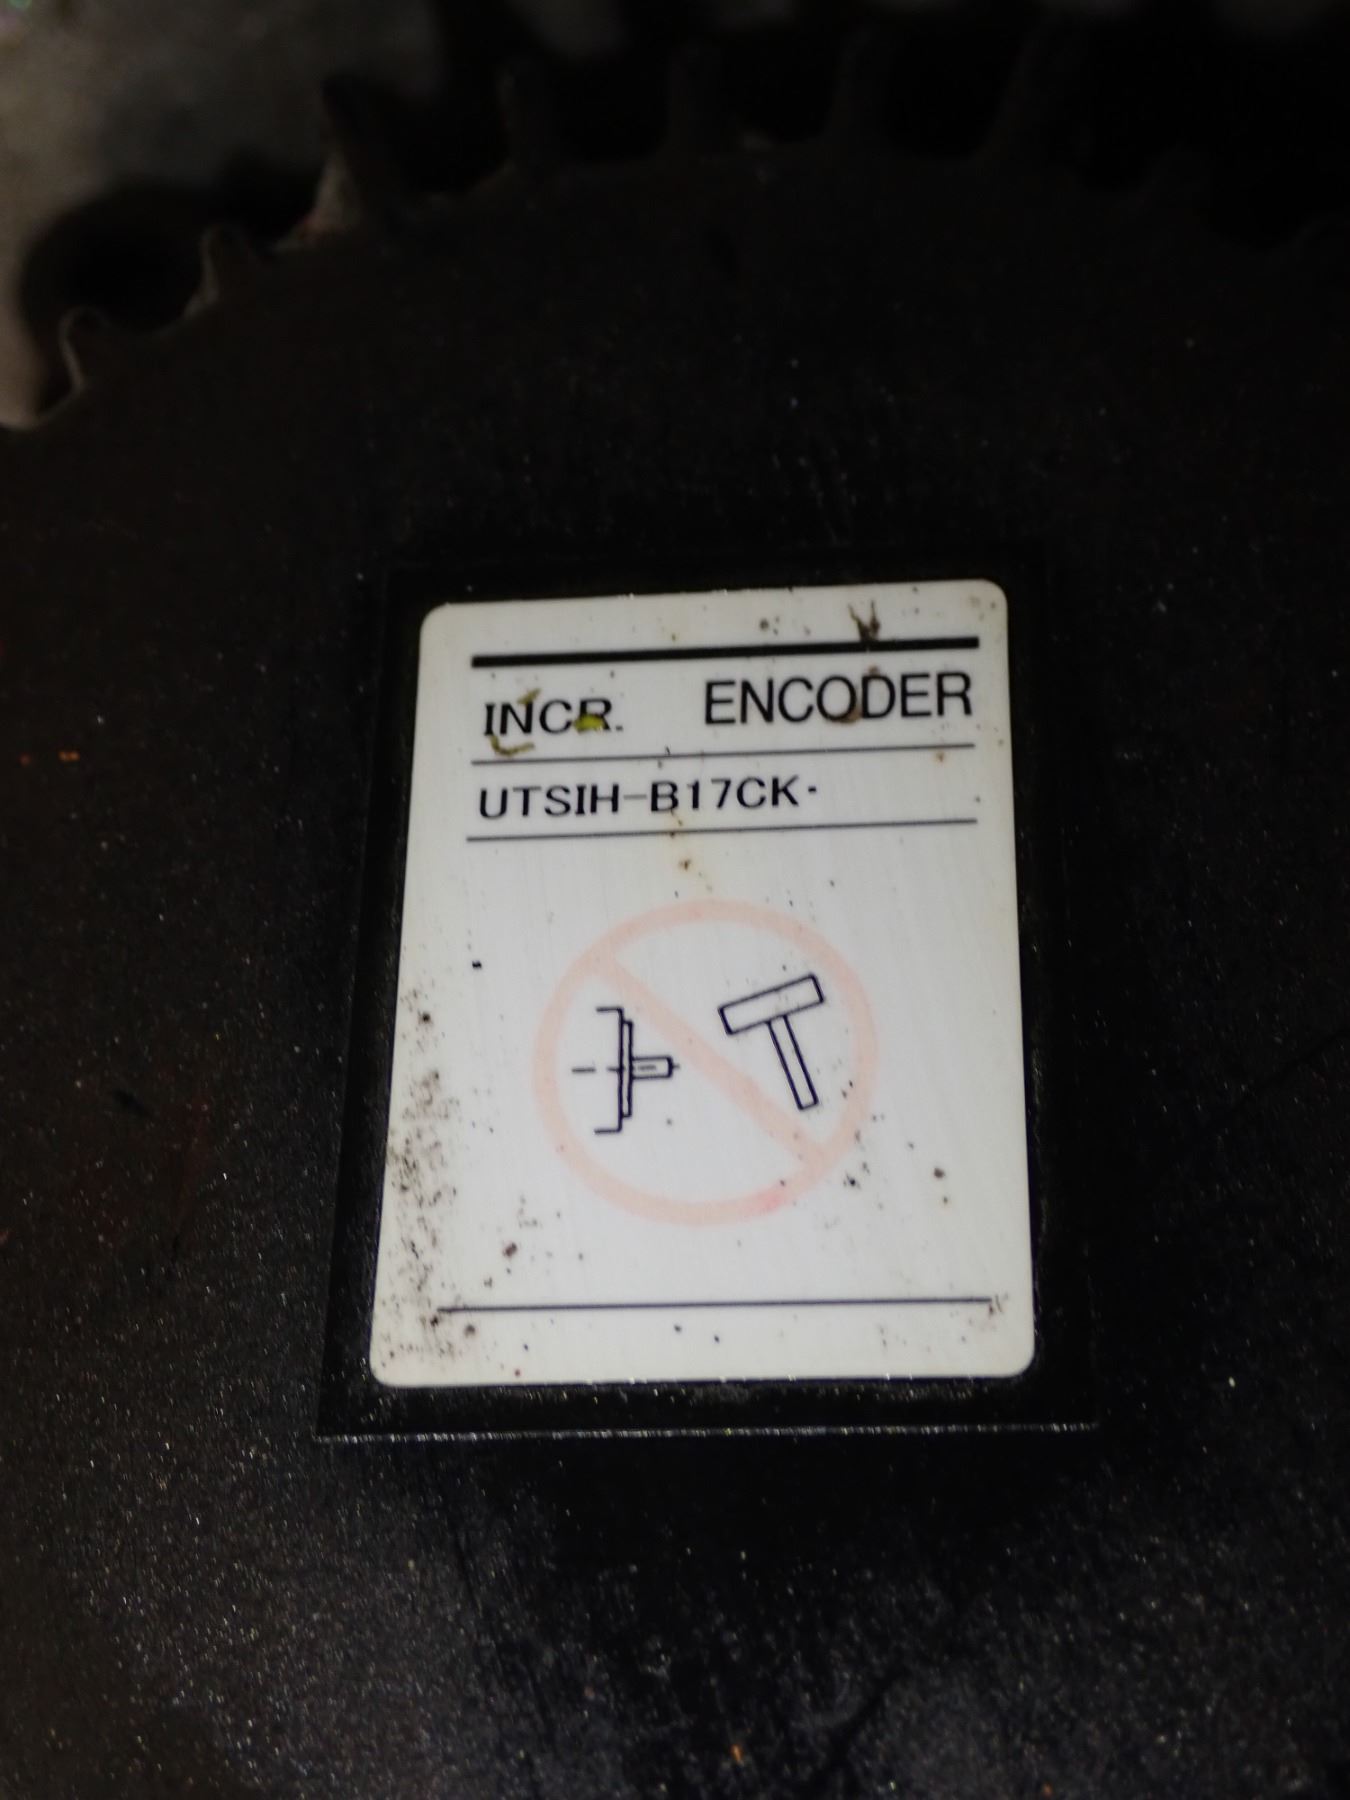 INCR. ENCODER
UTSIH-B17CK-